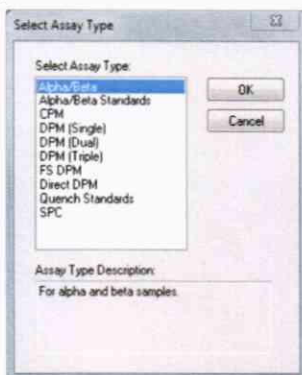 Select Assay Type
Select Assay Type:
Alpha/Beta
Alpha/Beta Standards
CPM
DPM (Single)
DPM (Dual)
DPM (Triple)
FS DPM
Direct DPM
Quench Standards
SPC
OK
Cancel
Assay Type Description:
For alpha and beta samples.